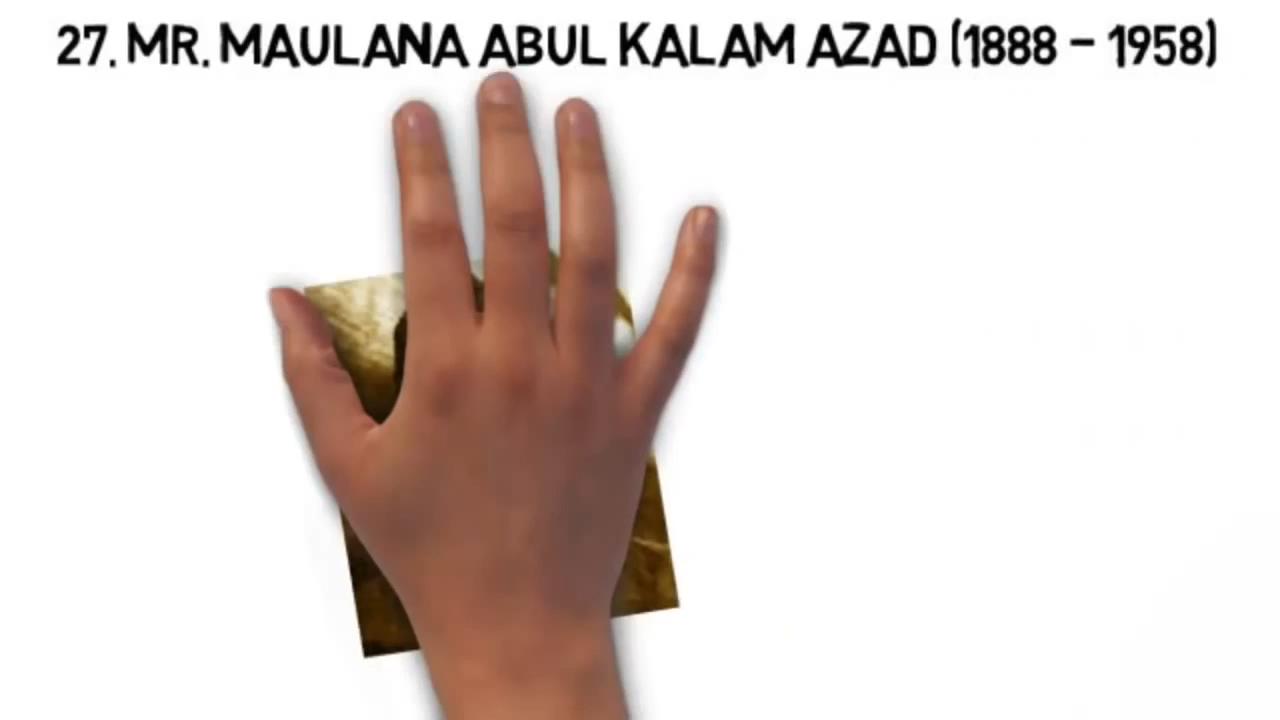 27. MR. MAULANA ABUL KALAM AZAD (1888 – 1958)